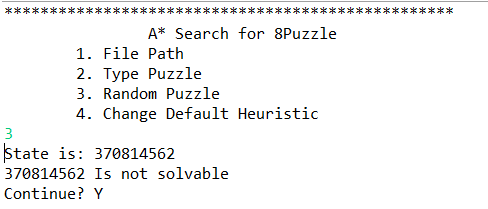 **************************************************
A* Search for 8Puzzle
1. File Path
2. Type Puzzle
3. Random Puzzle
4. Change Default Heuristic
3
State is: 370814562
370814562 Is not solvable
Continue? Y